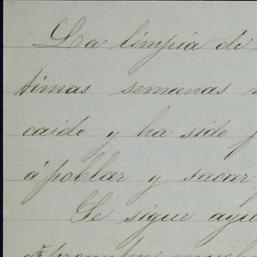 La limpia de
timas semanas
caido y ha sido
á poblar y sacar
Se sigue